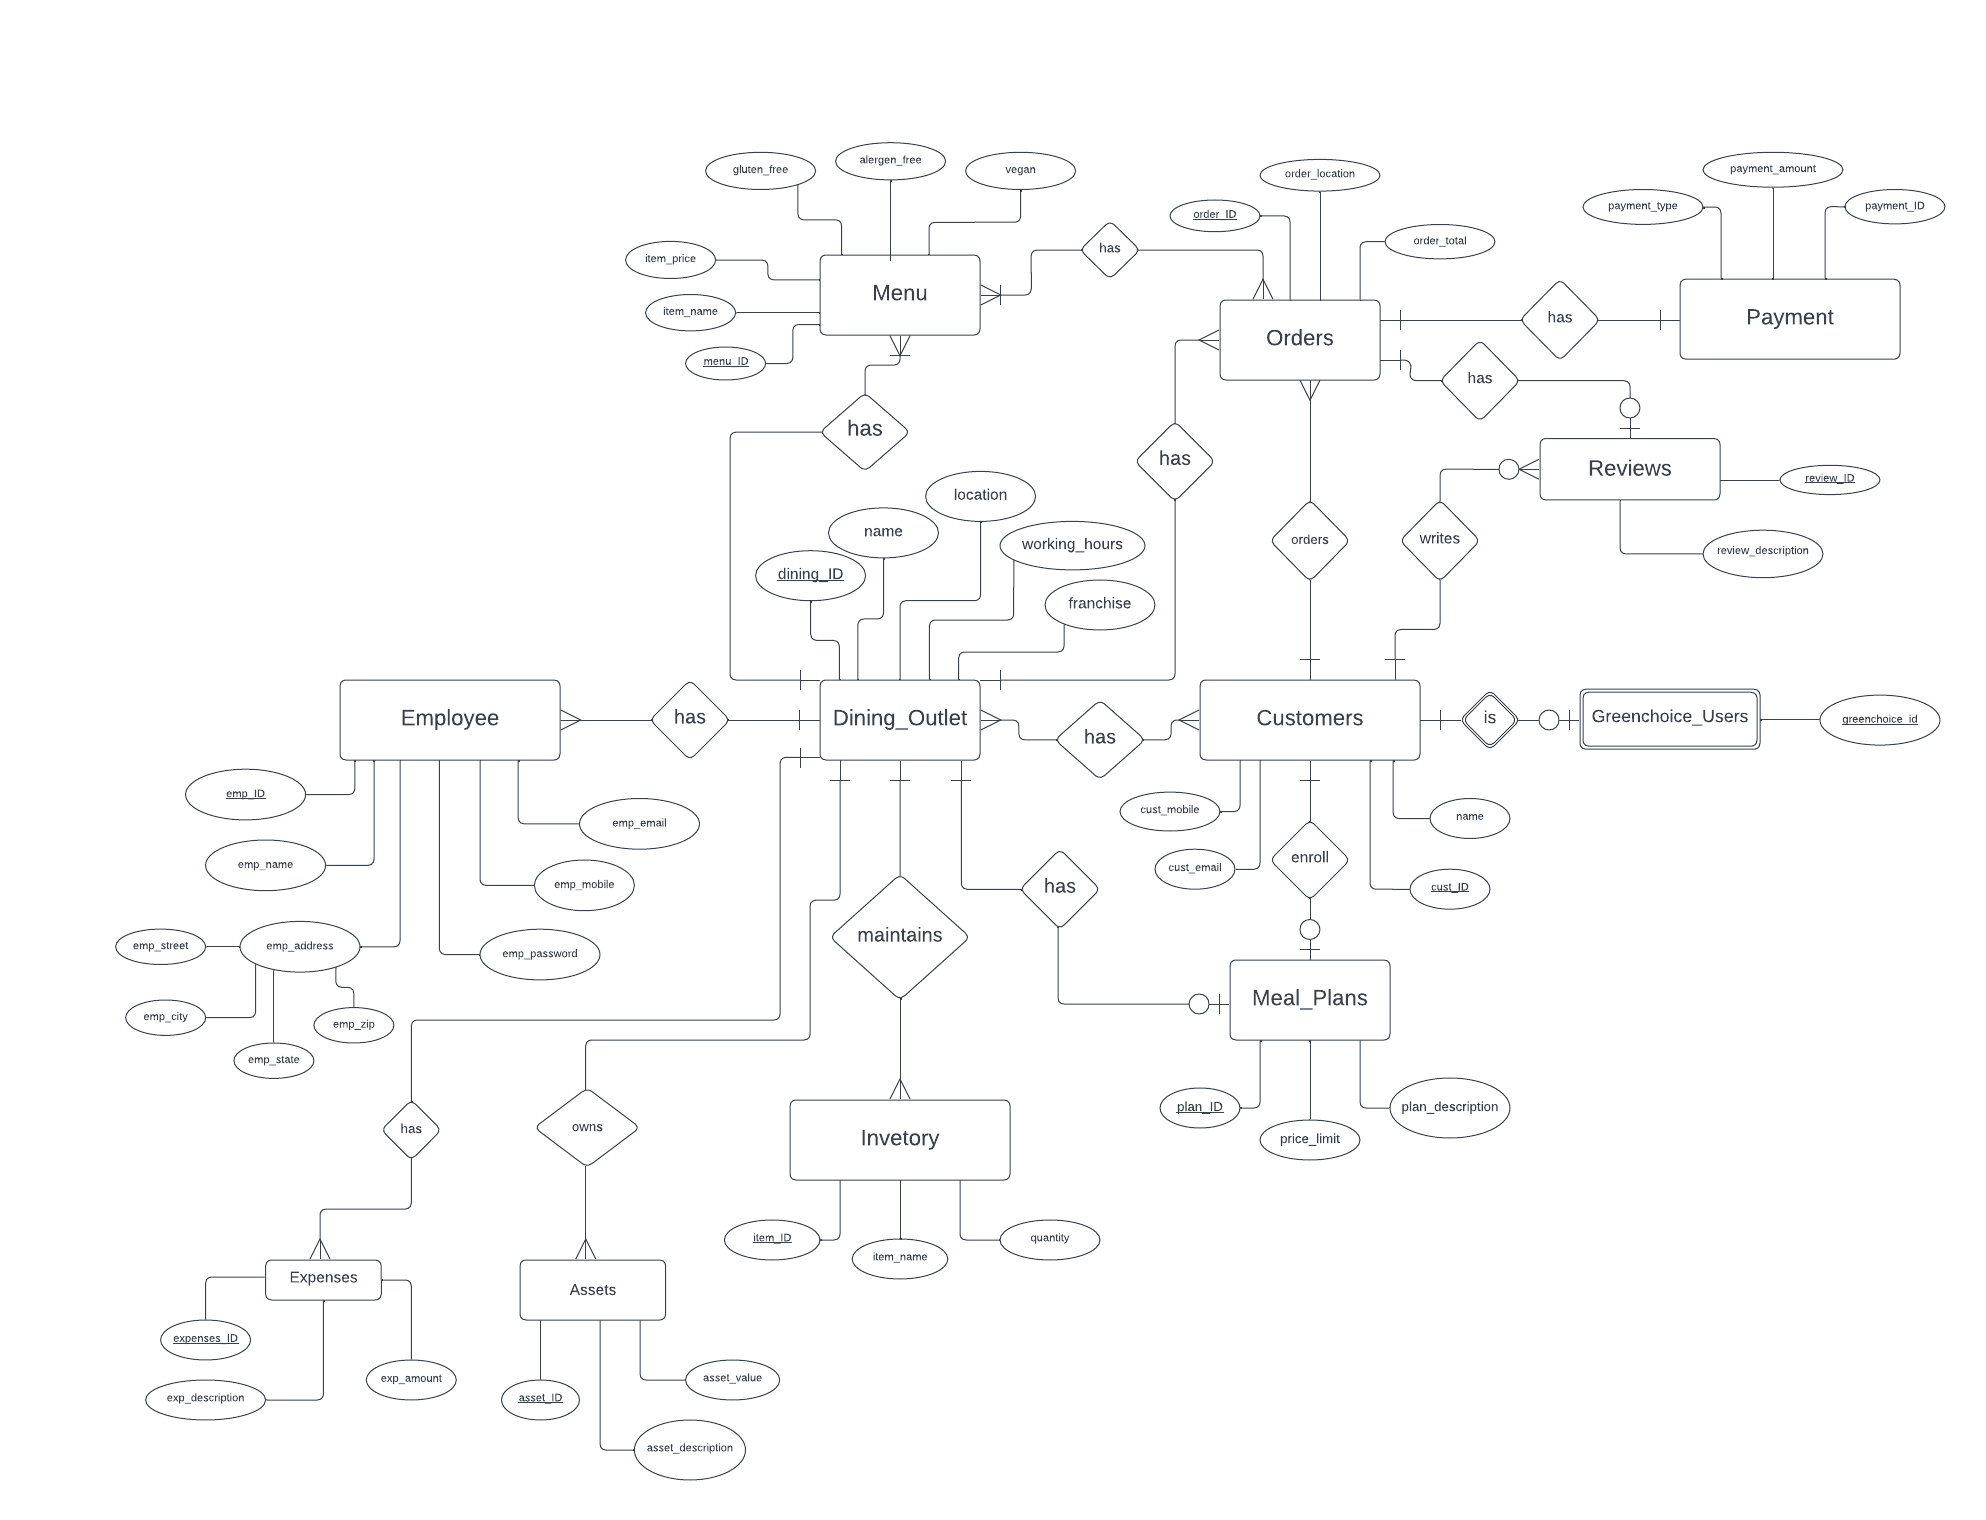 alergen_free
gluten_free
vegan
payment_amount
order_location
payment_type
payment_ID
order_ID
order_total
has
item_price
Menu
item_name
menu_ID
Orders
has
Payment
has
has
has
Reviews
review_ID
location
name
working_hours
orders
writes
review_description
dining_ID
franchise
Employee
has
Dining_Outlet
has
Customers
is
Greenchoice_Users
greenchoice_id
emp_ID
emp_email
cust_mobile
name
emp_name
emp_mobile
has
enroll
cust_email
cust_ID
emp_street
emp_address
emp_password
maintains
emp_city
emp_zip
emp_state
Meal_Plans
has
owns
Invetory
plan_ID
plan_description
price_limit
item_ID
item_name
quantity
Expenses
Assets
expenses_ID
exp_amount
exp_description
asset_ID
asset_value
asset_description